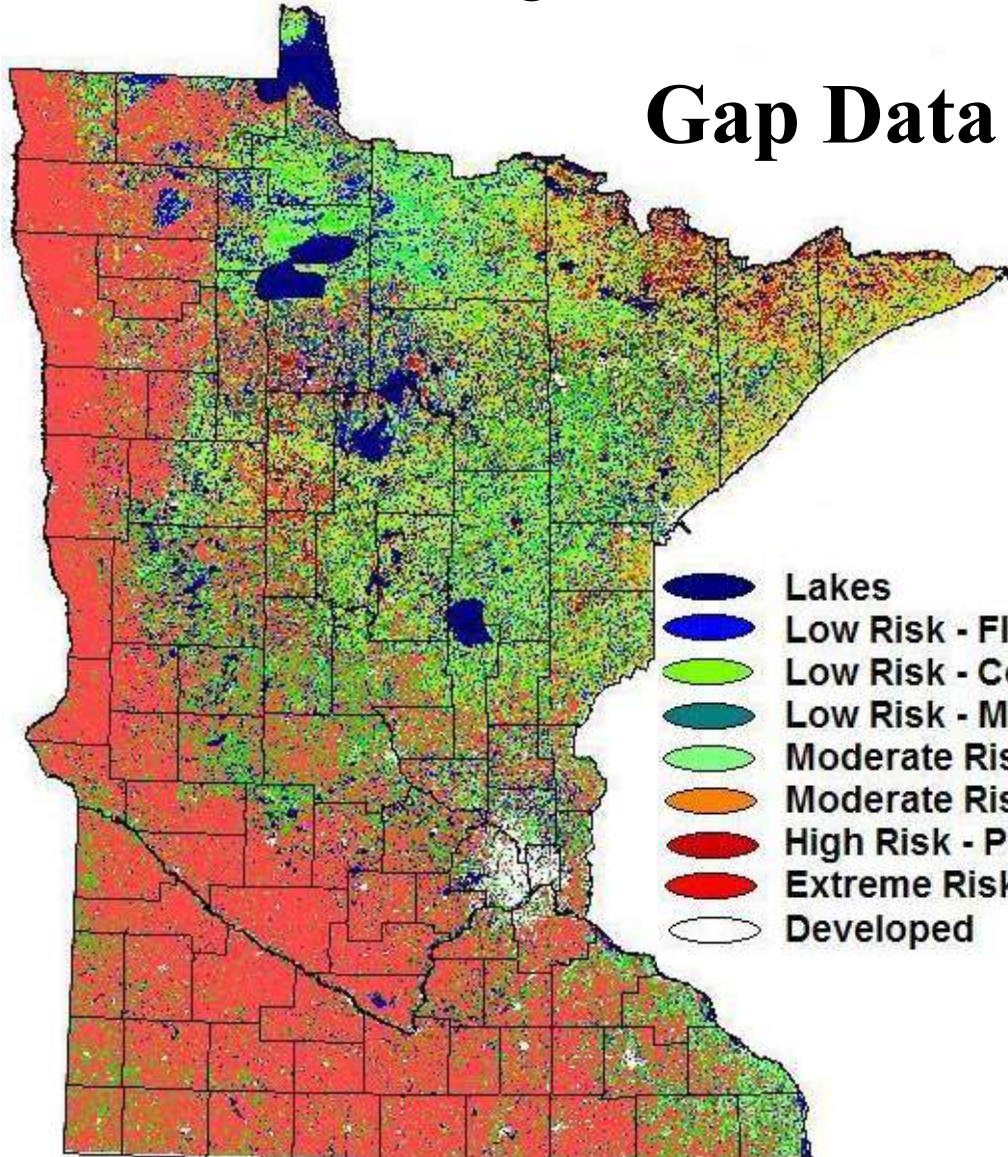 Gap Data
Lakes
Low Risk - Fl
Low Risk - Co
Low Risk - M
Moderate Ris
Moderate Ris
High Risk - P
Extreme Risk
Developed